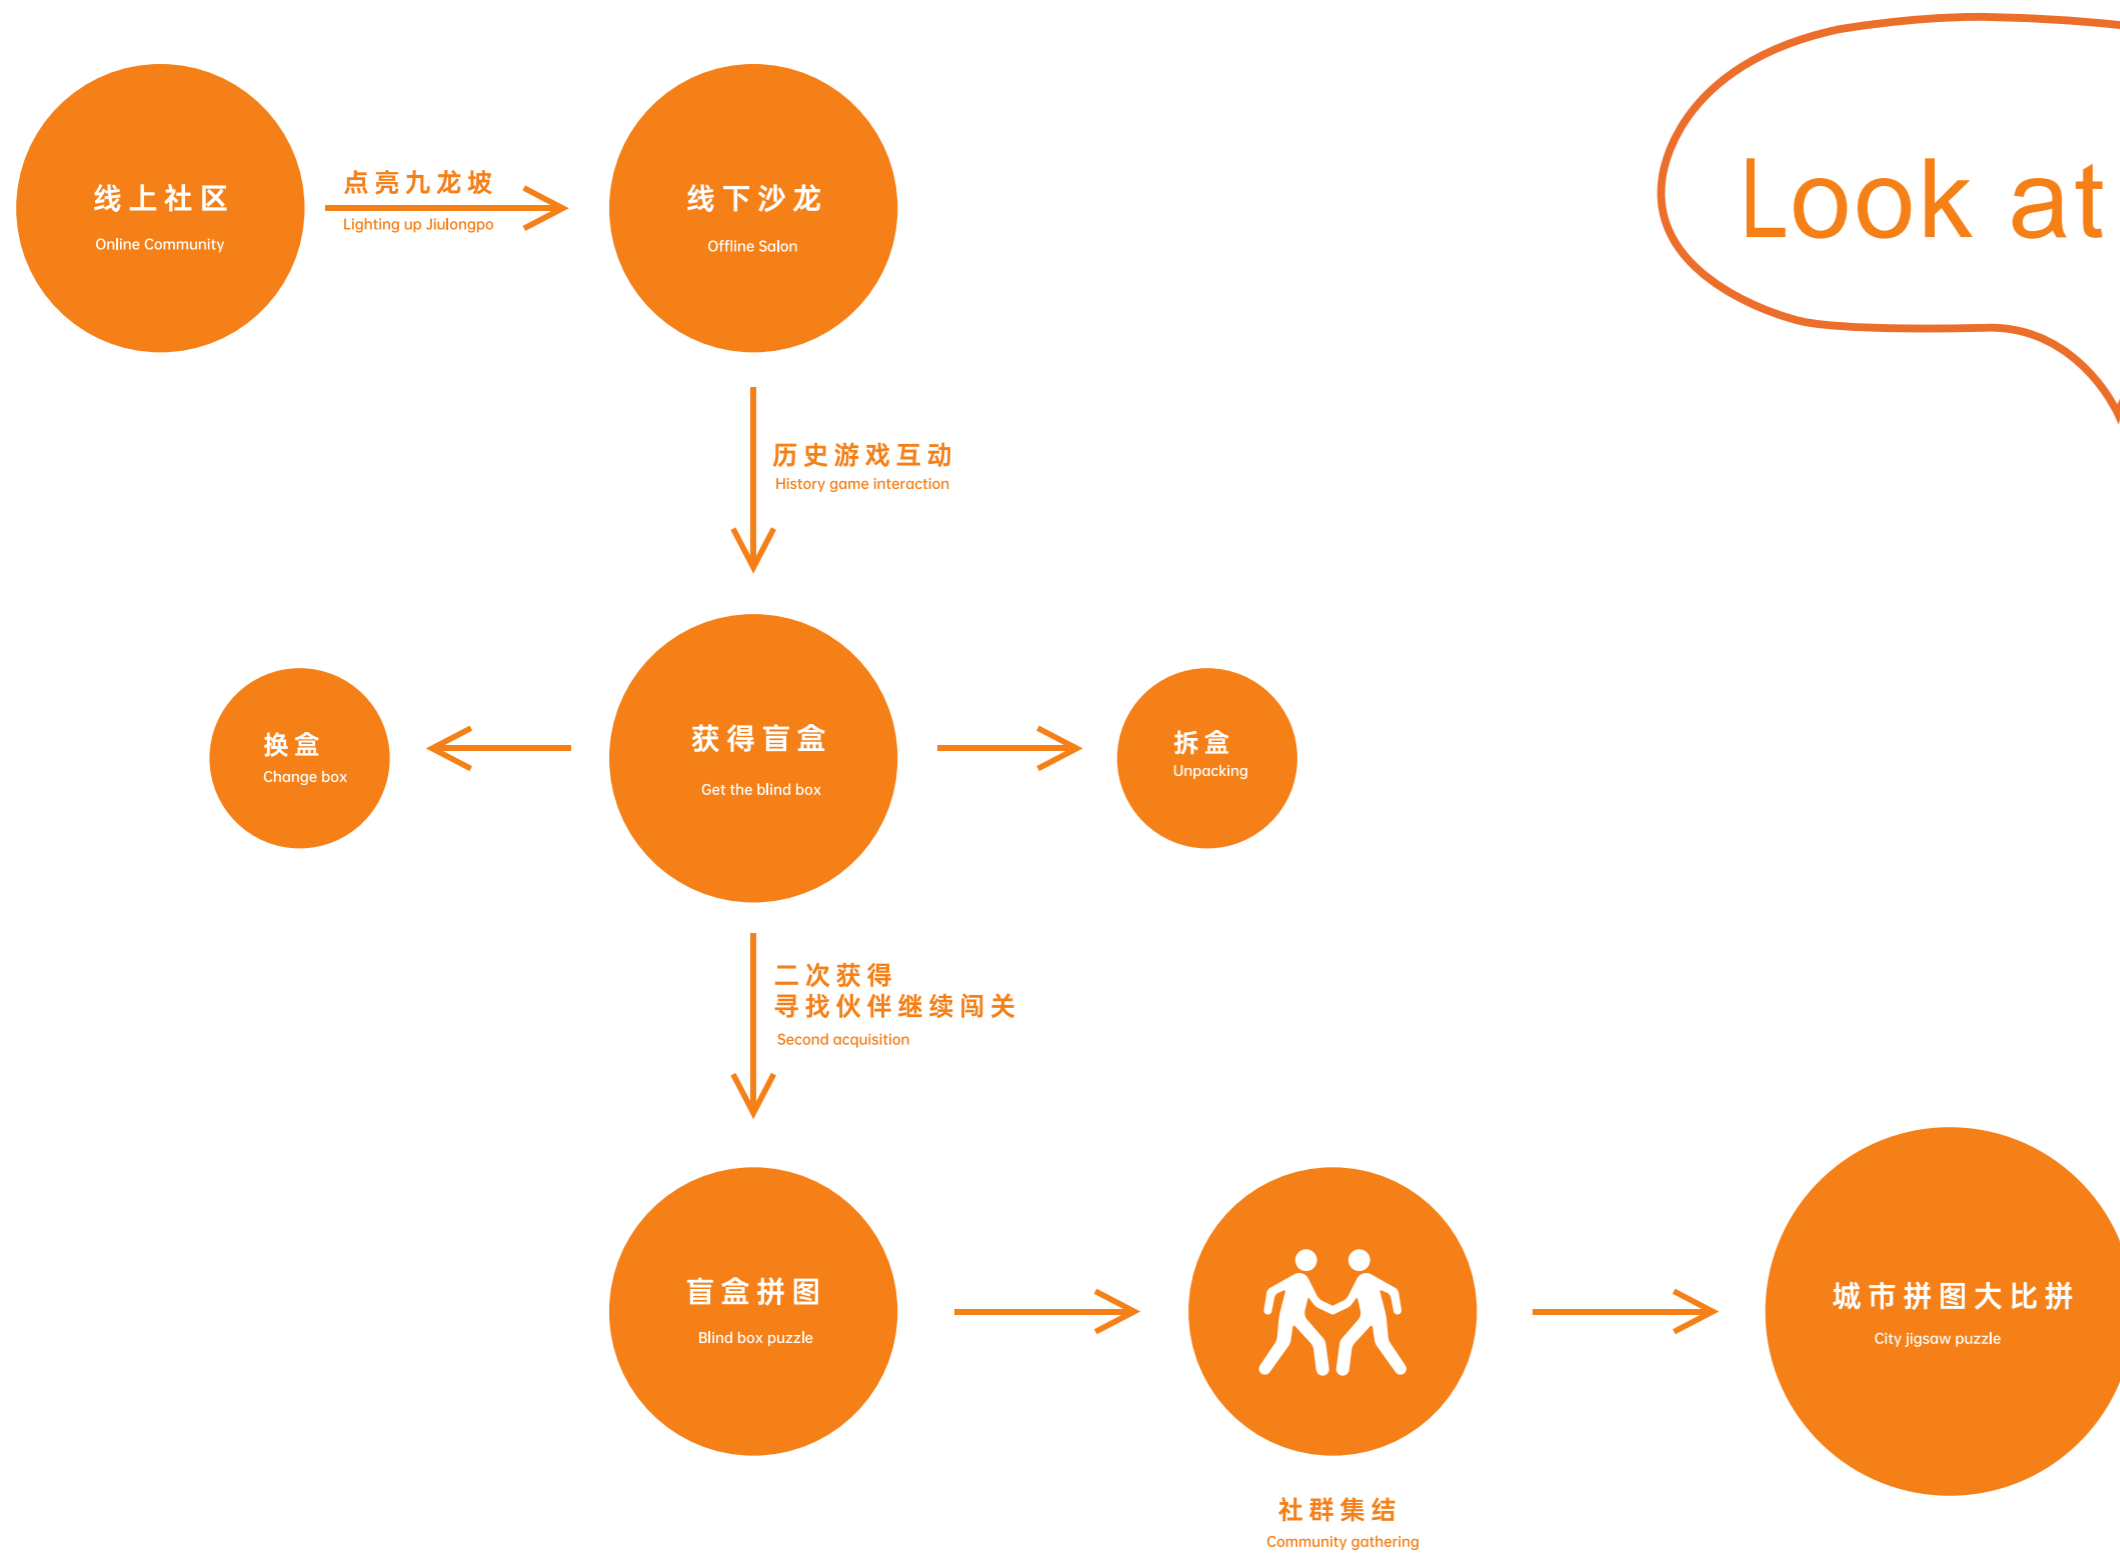 线上社区
Online Community
点亮九龙坡
Lighting up Jiulongpo
线下沙龙
Offline Salon
Look at
历史游戏互动
History game interaction
换盒
Change box
获得盲盒
Get the blind box
拆盒
Unpacking
二次获得
寻找伙伴继续闯关
Second acquisition
盲盒拼图
Blind box puzzle
社群集结
Community gathering
城市拼图大比拼
City jigsaw puzzle